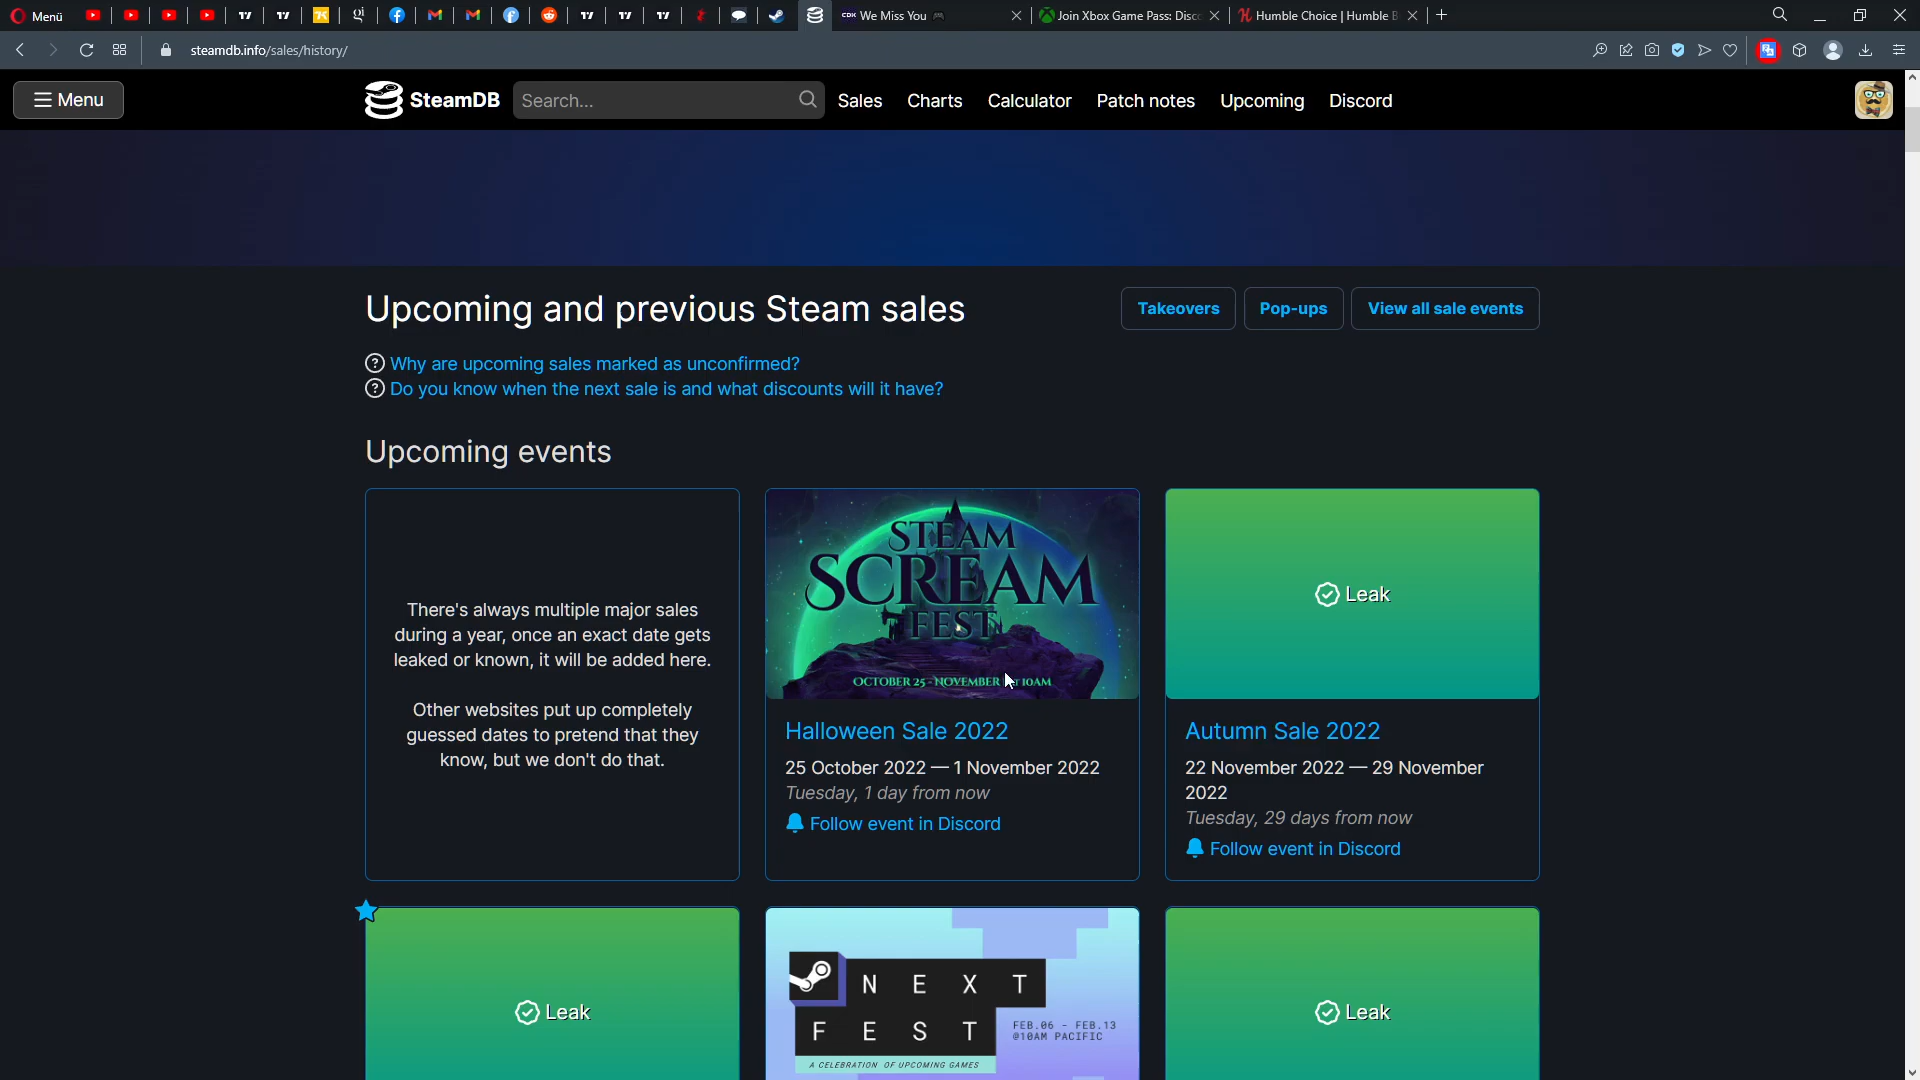 Menü
We Miss You
Join Xbox Game Pass: Disc
Humble Choice | Humble B
steamdb.info/sales/history/
Menu
SteamDB
Search...
Sales
Charts
Calculator
Patch notes
Upcoming
Discord
Upcoming and previous Steam sales
Takeovers
Pop-ups
View all sale events
Why are upcoming sales marked as unconfirmed?
Do you know when the next sale is and what discounts will it have?
Upcoming events
There's always multiple major sales
during a year, once an exact date gets
leaked or known, it will be added here.
Other websites put up completely
guessed dates to pretend that they
know, but we don't do that.
STEAM
SCREAM
FEST
OCTOBER 25 - NOVEMBER 10AM
Halloween Sale 2022
25 October 2022 — 1 November 2022
Tuesday, 1 day from now
Follow event in Discord
Leak
Autumn Sale 2022
22 November 2022 — 29 November
2022
Tuesday, 29 days from now
Follow event in Discord
Leak
NEXT
FEST
FEB.06 - FEB.13
@10AM PACIFIC
A CELEBRATION OF UPCOMING GAMES
Leak